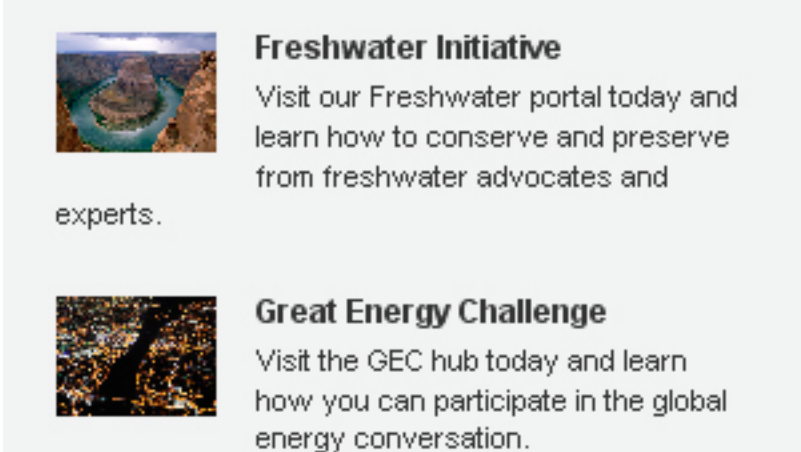 Freshwater Initiative
Visit our Freshwater portal today and
learn how to conserve and preserve
from freshwater advocates and
experts.
Great Energy Challenge
Visit the GEC hub today and learn
how you can participate in the global
energy conversation.